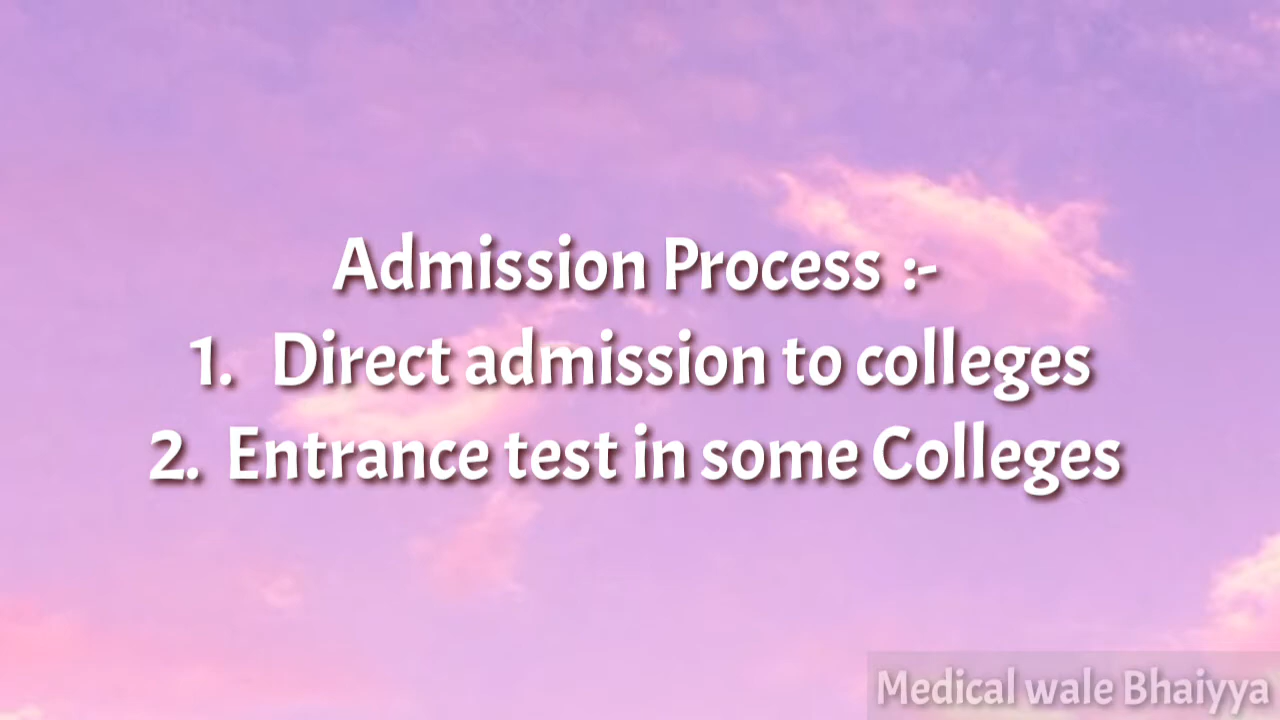 Admission Process :-
1. Direct admission to colleges
2. Entrance test in some Colleges
Medical wale Bhaiyya